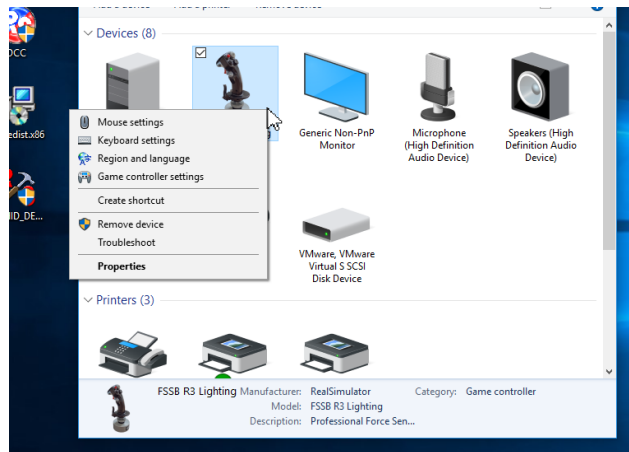 Devices (8)
Generic Non-PnP
Monitor
Microphone
(High Definition
Audio Device)
Speakers (High
Definition Audio
Device)
Mouse settings
Keyboard settings
Region and language
Game controller settings
Create shortcut
Remove device
Troubleshoot
Properties
VMware, VMware
Virtual S SCSI
Disk Device
Printers (3)
FSSB R3 Lighting Manufacturer: RealSimulator Category: Game controller
Model: FSSB R3 Lighting
Description: Professional Force Sen...
edist.x86